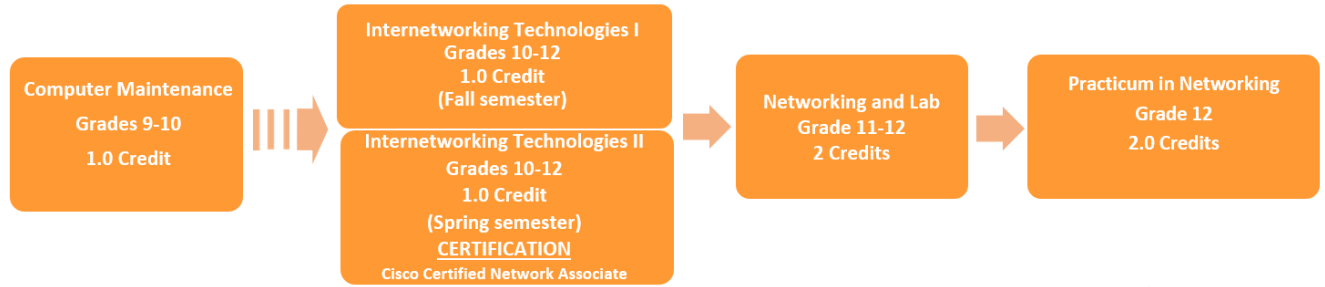 Computer Maintenance
Grades 9-10
1.0 Credit
Internetworking Technologies I
Grades 10-12
1.0 Credit
(Fall semester)
Internetworking Technologies II
Grades 10-12
1.0 Credit
(Spring semester)
CERTIFICATION
Cisco Certified Network Associate
Networking and Lab
Grade 11-12
2 Credits
Practicum in Networking
Grade 12
2.0 Credits